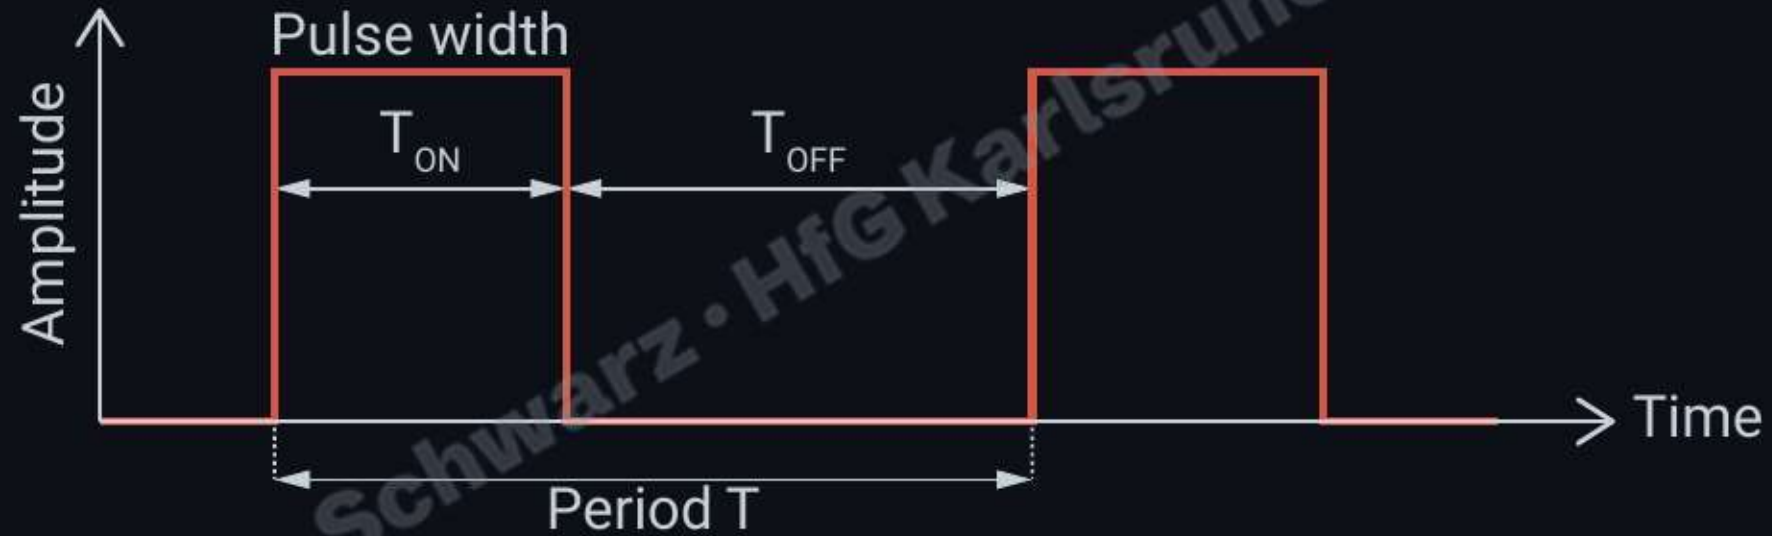 Pulse width
Amplitude
T ON
T OFF
Time
Period T
Schwarz · HfG Karlsruhe